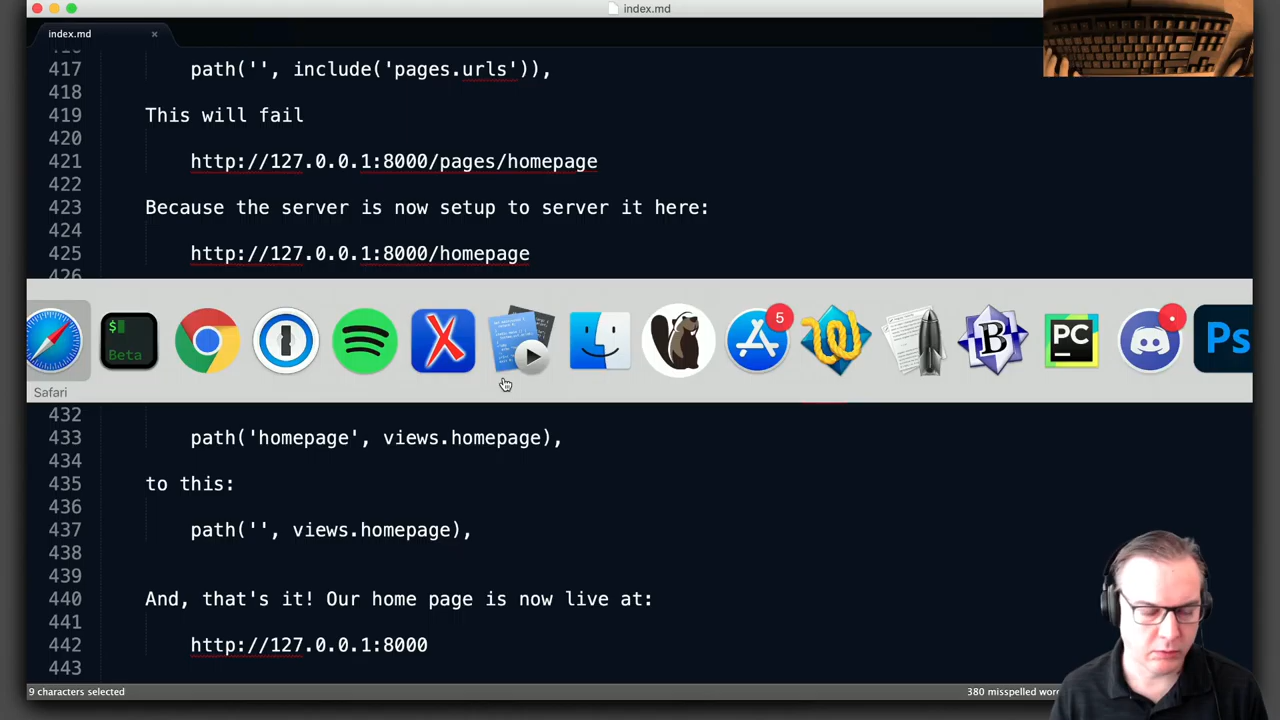 index.md
index.md
416
417 path('', include('pages.urls')),
418
419 This will fail
420
421 http://127.0.0.1:8000/pages/homepage
422
423 Because the server is now setup to server it here:
424
425 http://127.0.0.1:8000/homepage
426
$
Beta
5
B
PC
Ps
Safari
432
433 path('homepage', views.homepage),
434
435 to this:
436
437 path('', views.homepage),
438
439
440 And, that's it! Our home page is now live at:
441
442 http://127.0.0.1:8000
443
9 characters selected
380 misspelled